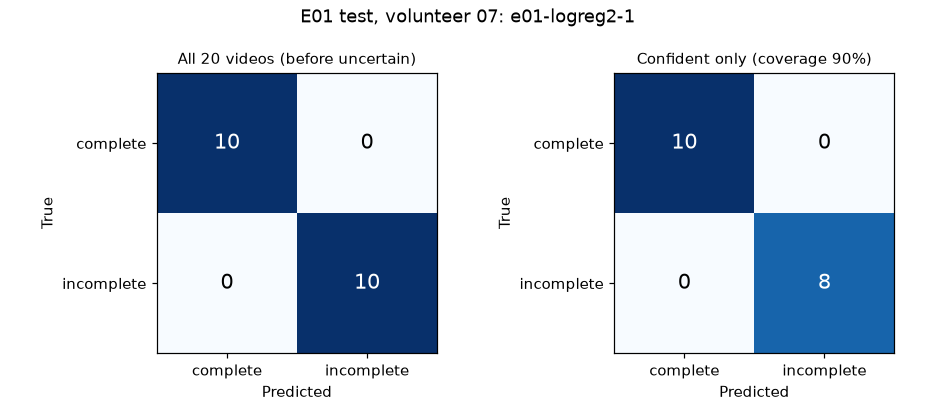 E01 test, volunteer 07: e01-logreg2-1
All 20 videos (before uncertain)
True
complete
10
0
incomplete
0
10
complete
incomplete
Predicted
Confident only (coverage 90%)
True
complete
10
0
incomplete
0
8
complete
incomplete
Predicted